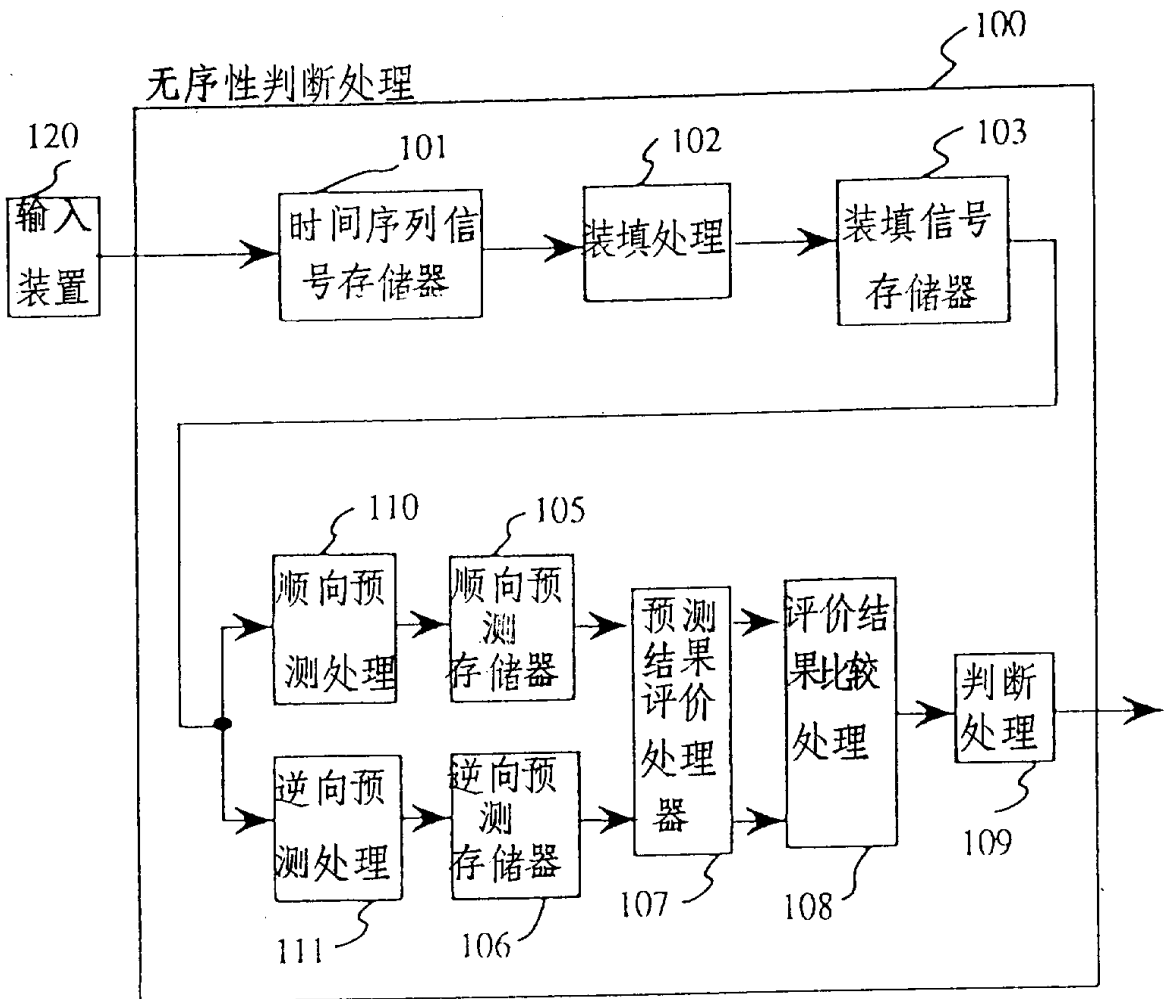 100
无序性判断处理
120
101
102
103
输入
装置
时间序列信
号存储器
装填处理
装填信号
存储器
110
105
顺向预
测处理
顺向预
测
存储器
预测
结果
评价
处理
器
评价结
果比较
处理
判断
处理
逆向预
测处理
逆向预
测
存储器
111
106
107
108
109